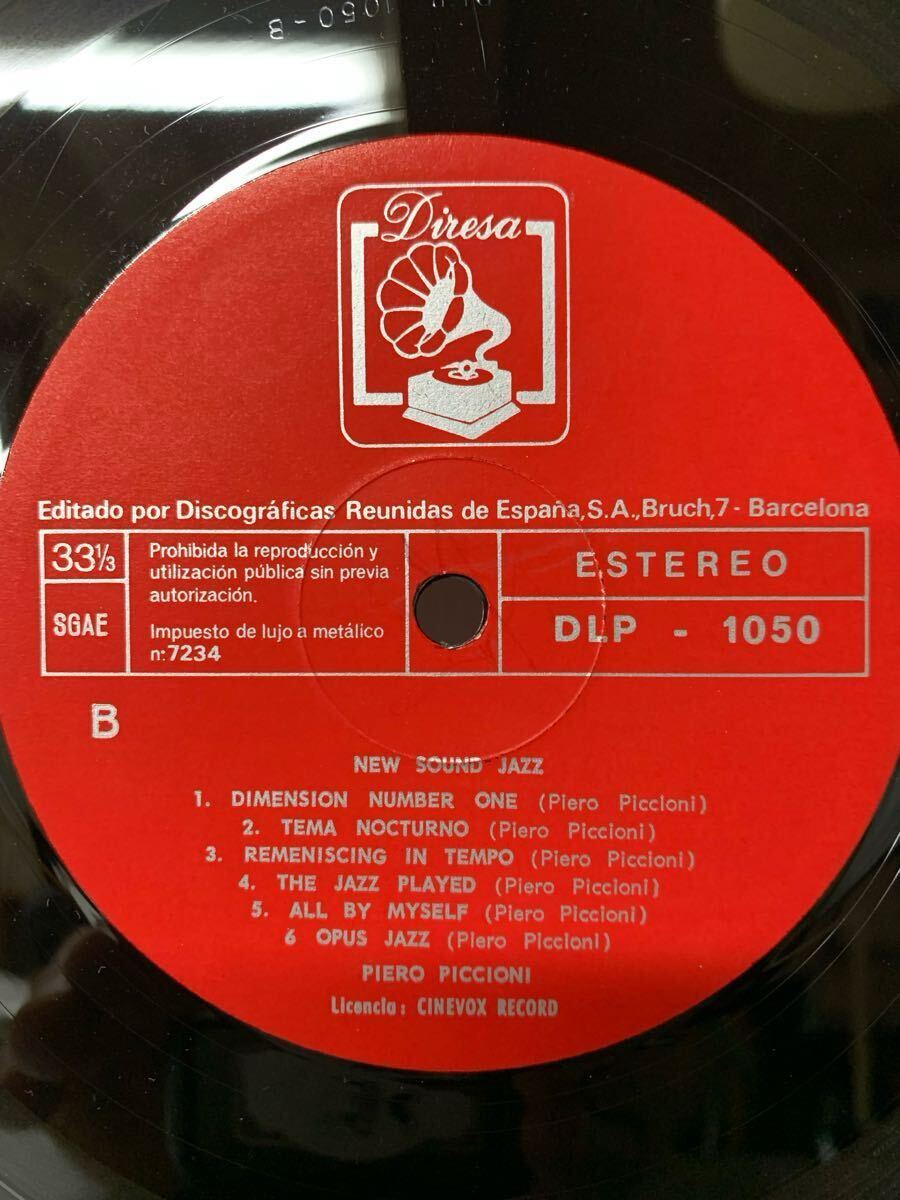 1050-B
Diresa
Editado por Discográficas Reunidas de España,S.A.,Bruch,7 - Barcelona
33⅓
SGAE
Prohibida la reproducción y
utilización pública sin previa
autorización.
Impuesto de lujo a metálico
n:7234
ESTEREO
DLP - 1050
B
NEW SOUND JAZZ
1. DIMENSION NUMBER ONE (Piero Piccioni)
2. TEMA NOCTURNO (Piero Piccioni)
3. REMENISCING IN TEMPO (Piero Piccioni)
4. THE JAZZ PLAYED (Piero Piccioni)
5. ALL BY MYSELF (Piero Piccioni)
6 OPUS JAZZ (Piero Piccioni)
PIERO PICCIONI
Licencia: CINEVOX RECORD